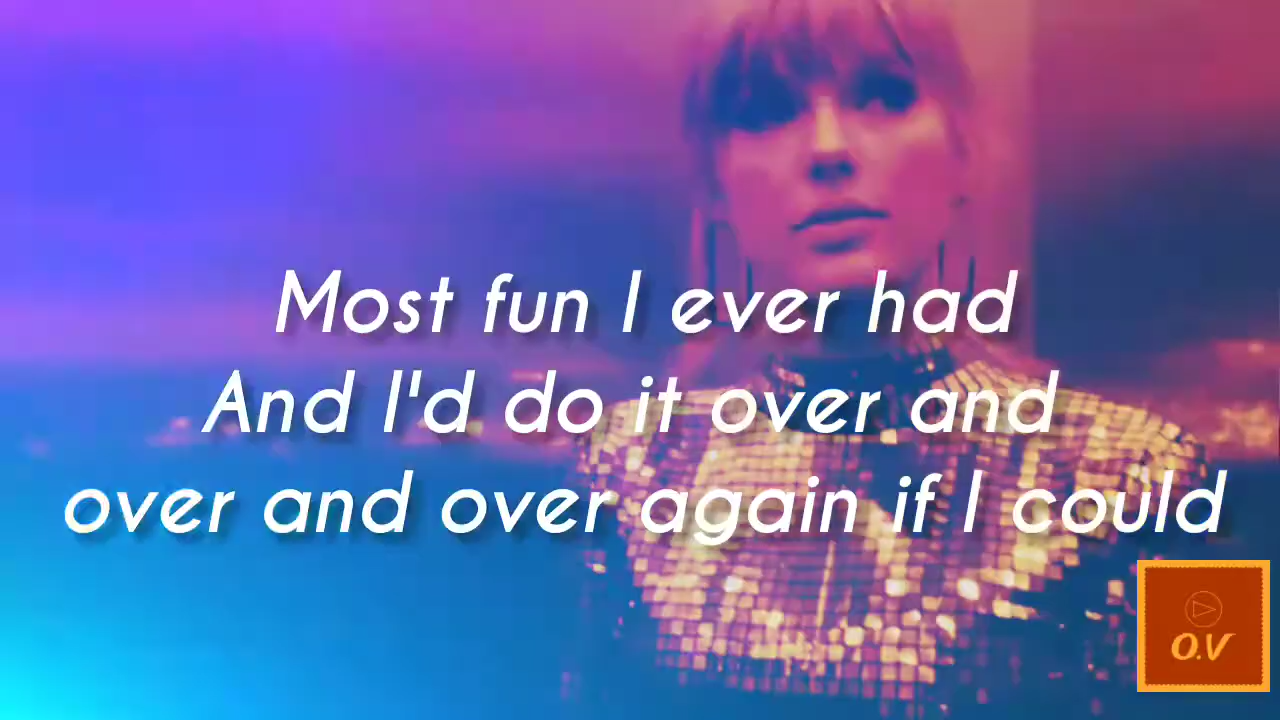 Most fun I ever had
And I'd do it over and
over and over again if I could
O.V